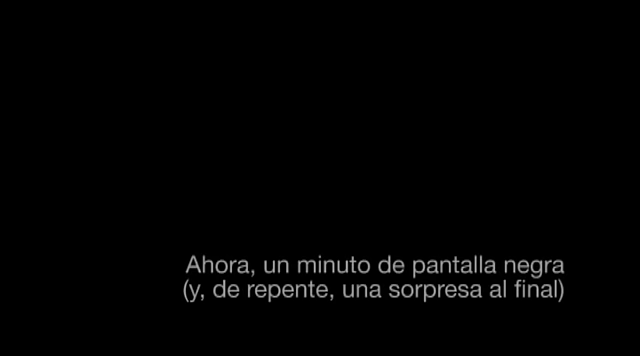 Ahora, un minuto de pantalla negra
(y, de repente, una sorpresa al final)